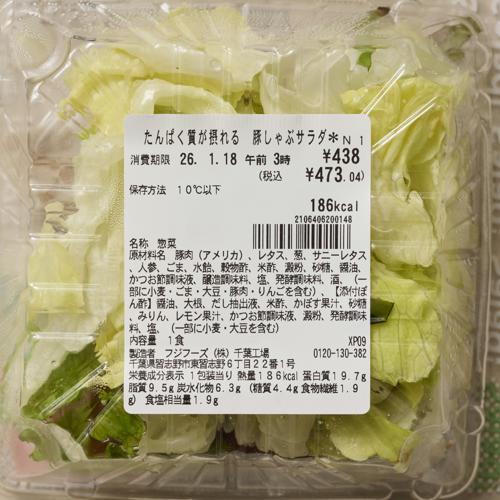 たんぱく質が摂れる 豚しゃぶサラダ*N 1
消費期限 26. 1.18 午前 3時 ¥438
(税込 ¥473.04)
保存方法 10℃以下
186kcal
2106406200148
名称 惣菜
原材料名 豚肉(アメリカ)、レタス、葱、サニーレタス
、人参、ごま、水飴、穀物酢、米酢、澱粉、砂糖、醤油、
かつお節調味液、醸造調味料、塩、発酵調味料、酒、(一
部に小麦・ごま・大豆・豚肉・りんごを含む)、【添付ぽ
ん酢】醤油、大根、だし抽出液、米酢、かぼす果汁、砂糖
、みりん、レモン果汁、かつお節調味液、澱粉、発酵調味
料、塩、(一部に小麦・大豆を含む)
内容量 1食 XP09
製造者 フジフーズ(株)千葉工場 0120-130-382
千葉県習志野市東習志野6丁目22番1号
栄養成分表示 1包装当り 熱量186kcal 蛋白質19.7g
脂質9.5g 炭水化物6.3g (糖質4.4g 食物繊維1.9
g) 食塩相当量1.9g